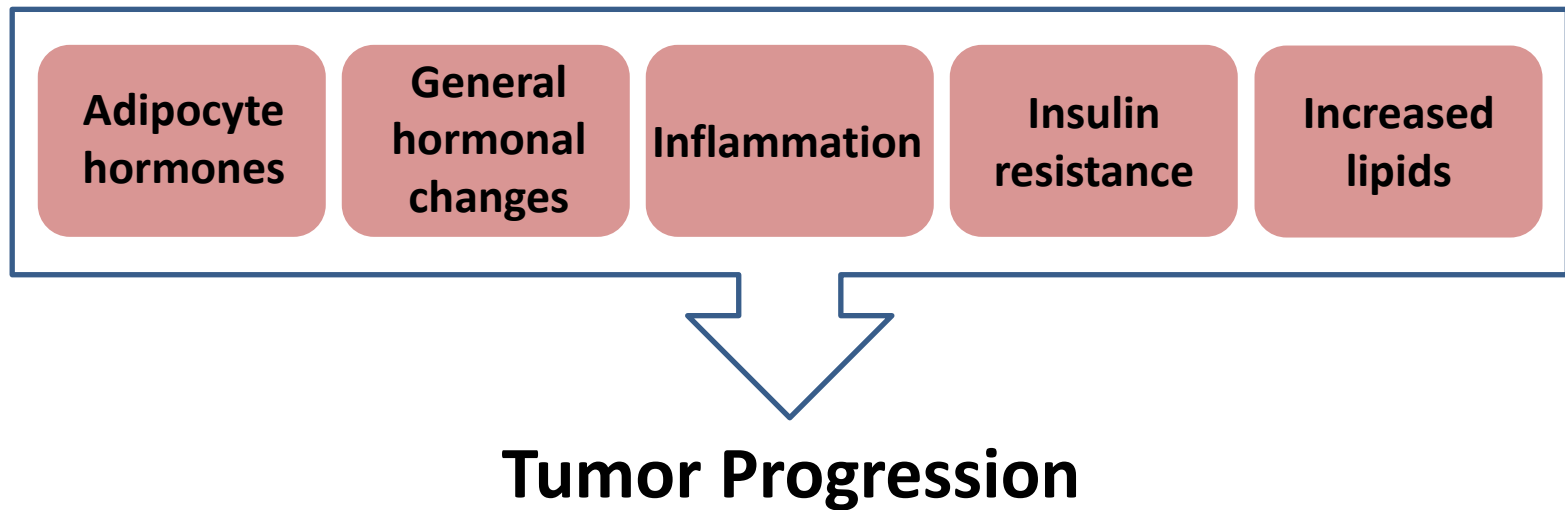 Adipocyte
hormones
General
hormonal
changes
Inflammation
Insulin
resistance
Increased
lipids
Tumor Progression